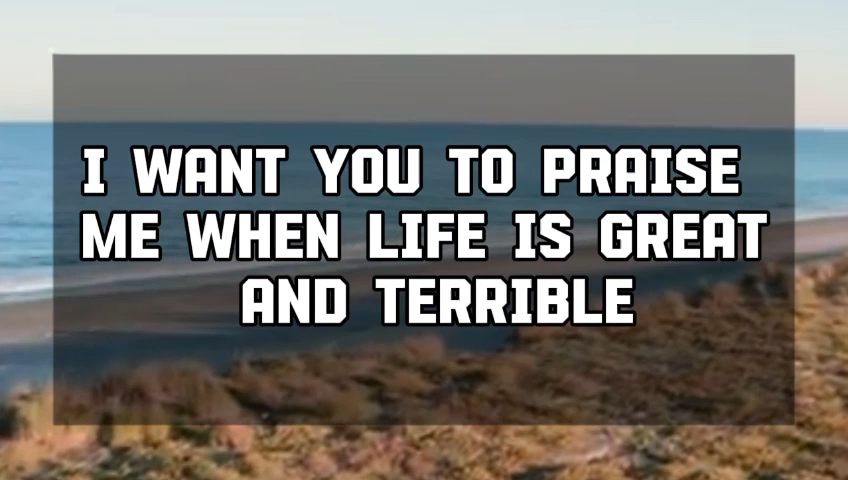 I WANT YOU TO PRAISE
ME WHEN LIFE IS GREAT
AND TERRIBLE